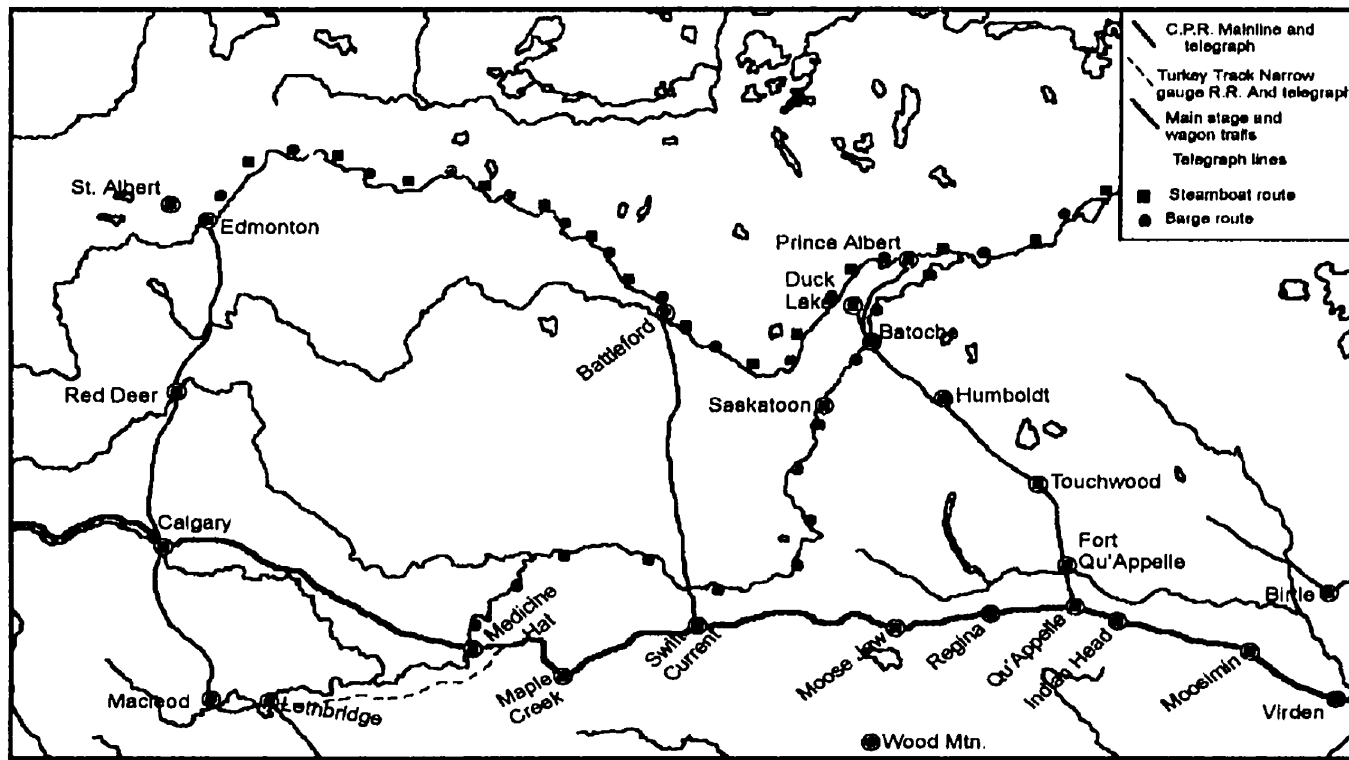 C.P.R. Mainline and
telegraph
Turkey Track Narrow
gauge R.R. And telegraph
Main stage and
wagon trails
Telegraph lines
Steamboat route
Barge route
St. Albert
Edmonton
Prince Albert
Duck
Lake
Batoche
Battleford
Red Deer
Saskatoon
Humboldt
Touchwood
Calgary
Fort
Qu'Appelle
Birtle
Medicine
Hat
Swift
Current
Maple
Creek
Moose Jaw
Regina
Qu'Appelle
Indian Head
Moosimin
Virden
Macleod
Lethbridge
Wood Mtn.